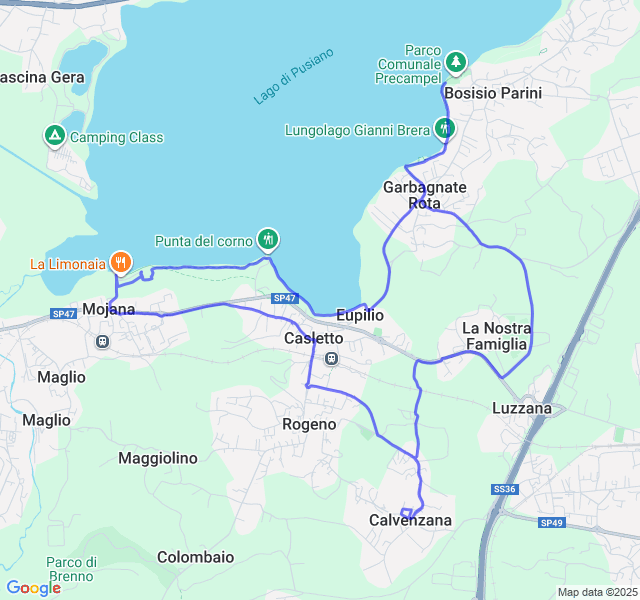 Parco
Comunale
Precampel
ascina Gera
Lago di Pusiano
Bosisio Parini
Camping Class
Lungolago Gianni Brera
Garbagnate
Rota
Punta del corno
La Limonaia
SP47
Mojana
SP47
Eupilio
La Nostra
Famiglia
Casletto
Maglio
Luzzana
Maglio
Rogeno
Maggiolino
SS36
Calvenzana
SP49
Colombaio
Parco di
Brenno
Google
Map data ©2025